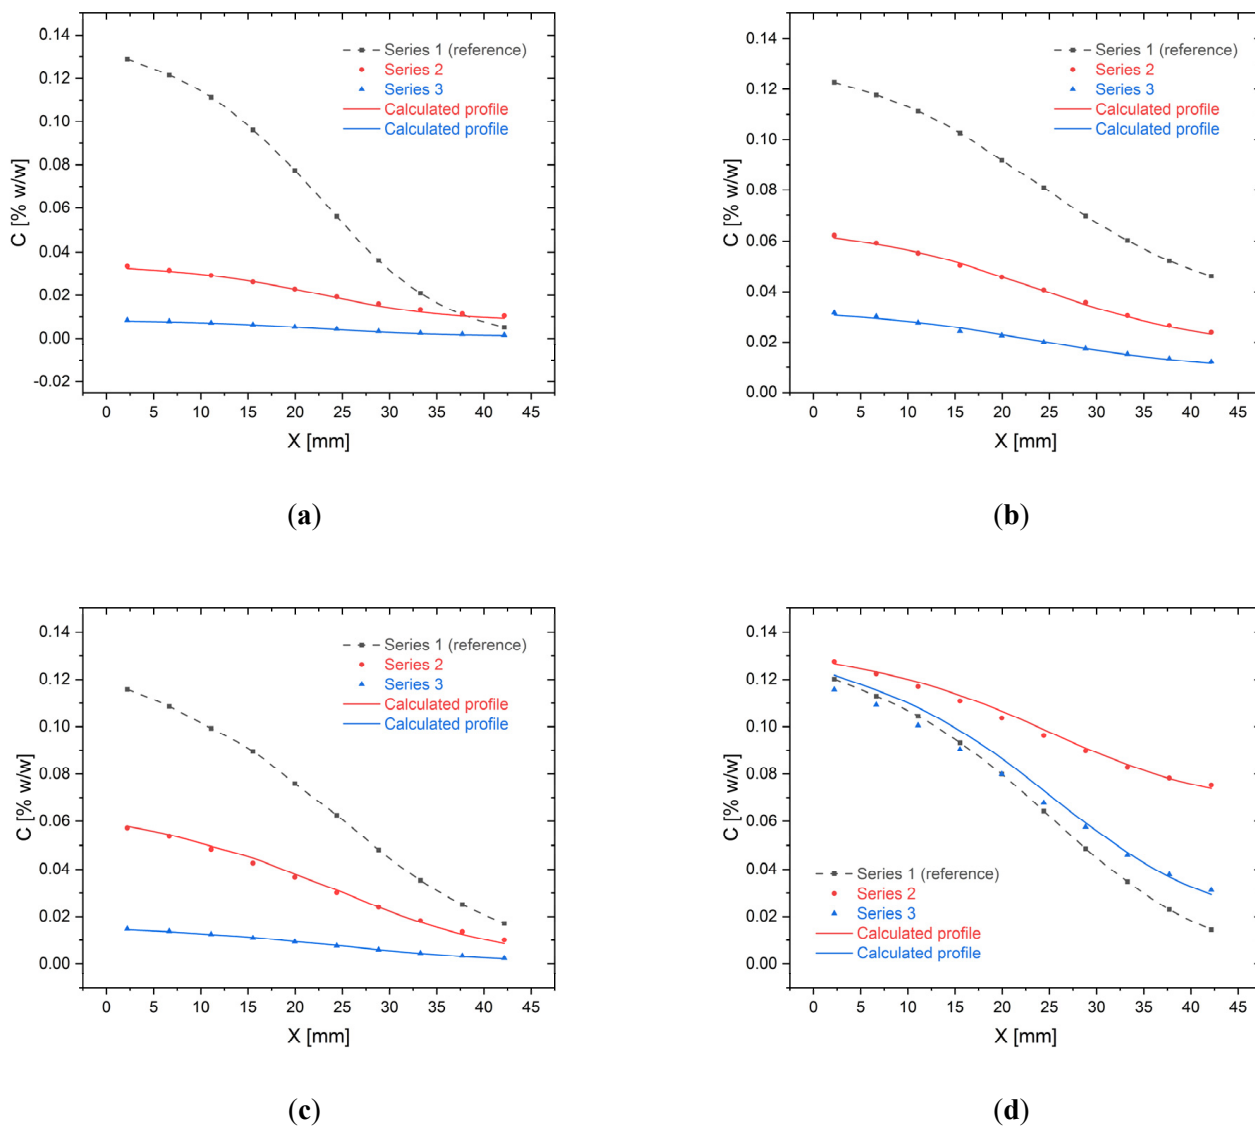 0.14
0.12
0.10
0.08
0.06
0.04
0.02
0.00
-0.02
C [% w/w]
Series 1 (reference)
Series 2
Series 3
Calculated profile
Calculated profile
0 5 10 15 20 25 30 35 40 45
X [mm]
(a)
0.14
0.12
0.10
0.08
0.06
0.04
0.02
0.00
C [% w/w]
Series 1 (reference)
Series 2
Series 3
Calculated profile
Calculated profile
0 5 10 15 20 25 30 35 40 45
X [mm]
(b)
0.14
0.12
0.10
0.08
0.06
0.04
0.02
0.00
C [% w/w]
Series 1 (reference)
Series 2
Series 3
Calculated profile
Calculated profile
0 5 10 15 20 25 30 35 40 45
X [mm]
(c)
0.14
0.12
0.10
0.08
0.06
0.04
0.02
0.00
C [% w/w]
Series 1 (reference)
Series 2
Series 3
Calculated profile
Calculated profile
0 5 10 15 20 25 30 35 40 45
X [mm]
(d)